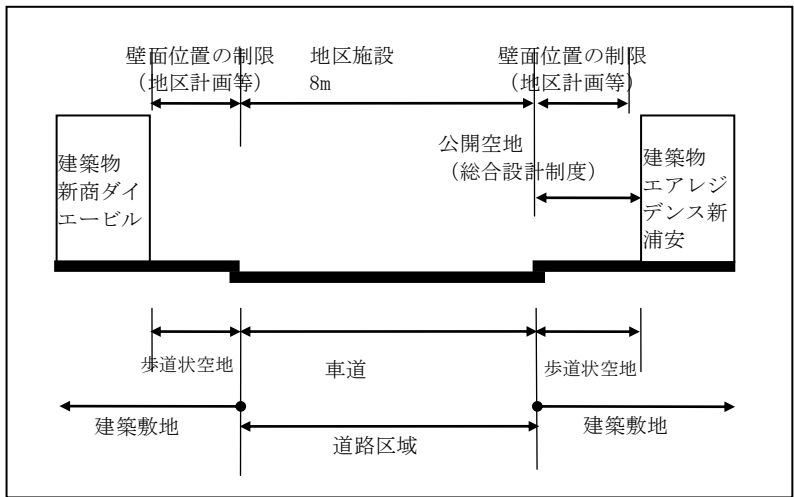 壁面位置の制限
（地区計画等）
地区施設
8m
壁面位置の制限
（地区計画等）
公開空地
（総合設計制度）
建築物
新商ダイ
エービル
建築物
エアレジ
デンス新
浦安
歩道状空地
車道
歩道状空地
建築敷地
道路区域
建築敷地